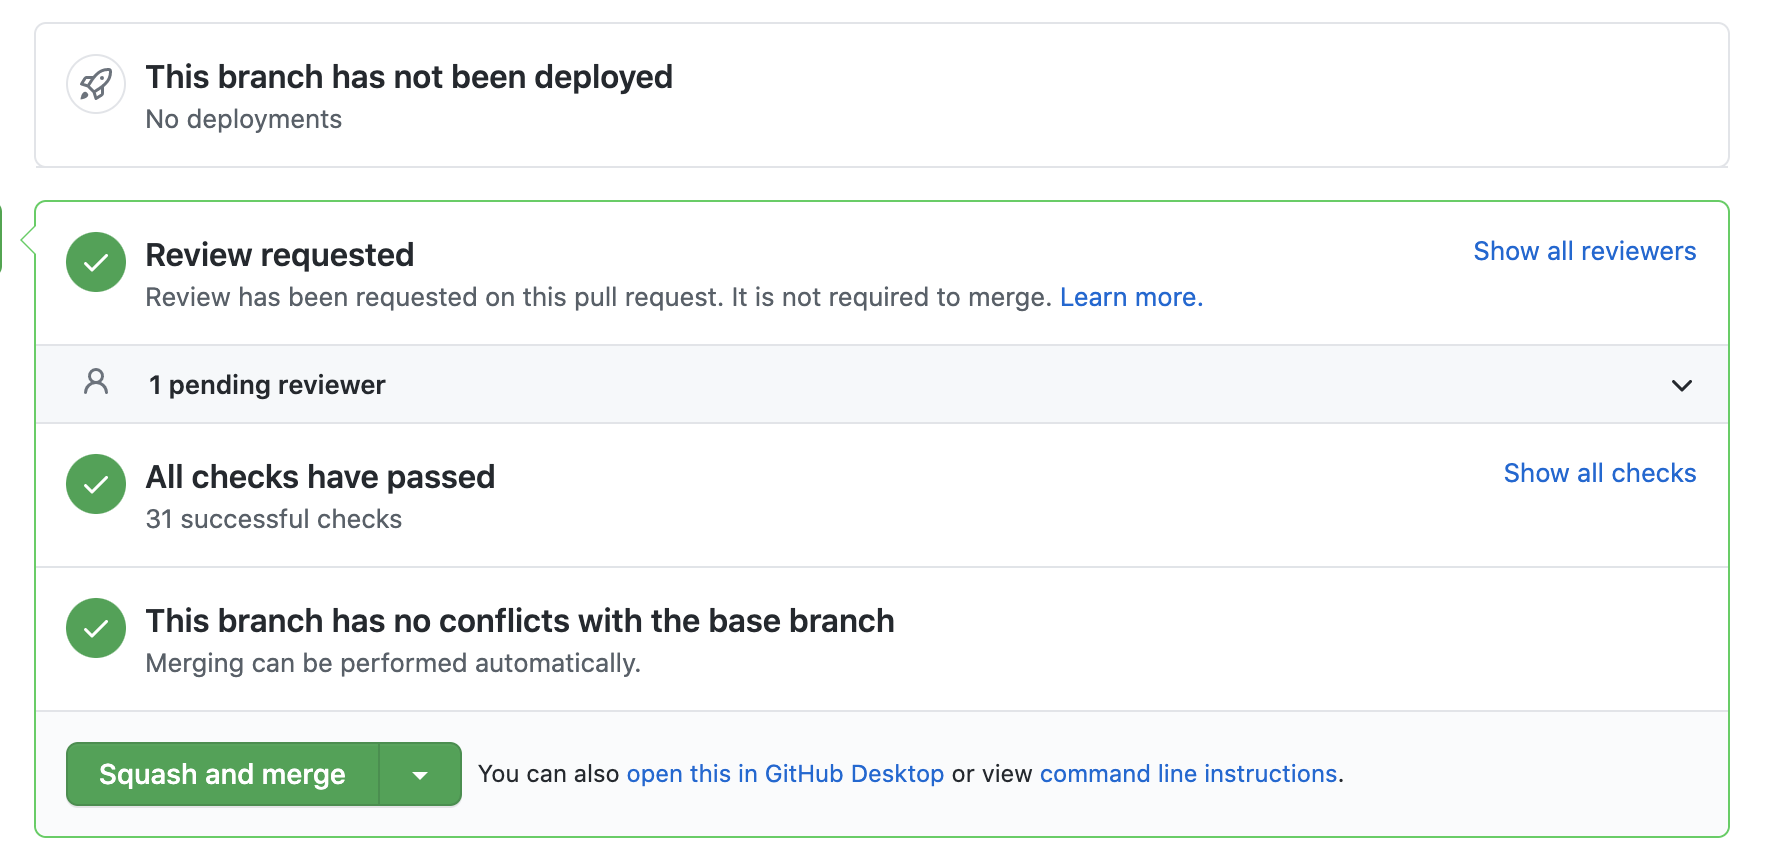 This branch has not been deployed
No deployments
Review requested
Show all reviewers
Review has been requested on this pull request. It is not required to merge. Learn more.
1 pending reviewer
All checks have passed
Show all checks
31 successful checks
This branch has no conflicts with the base branch
Merging can be performed automatically.
Squash and merge
You can also open this in GitHub Desktop or view command line instructions.